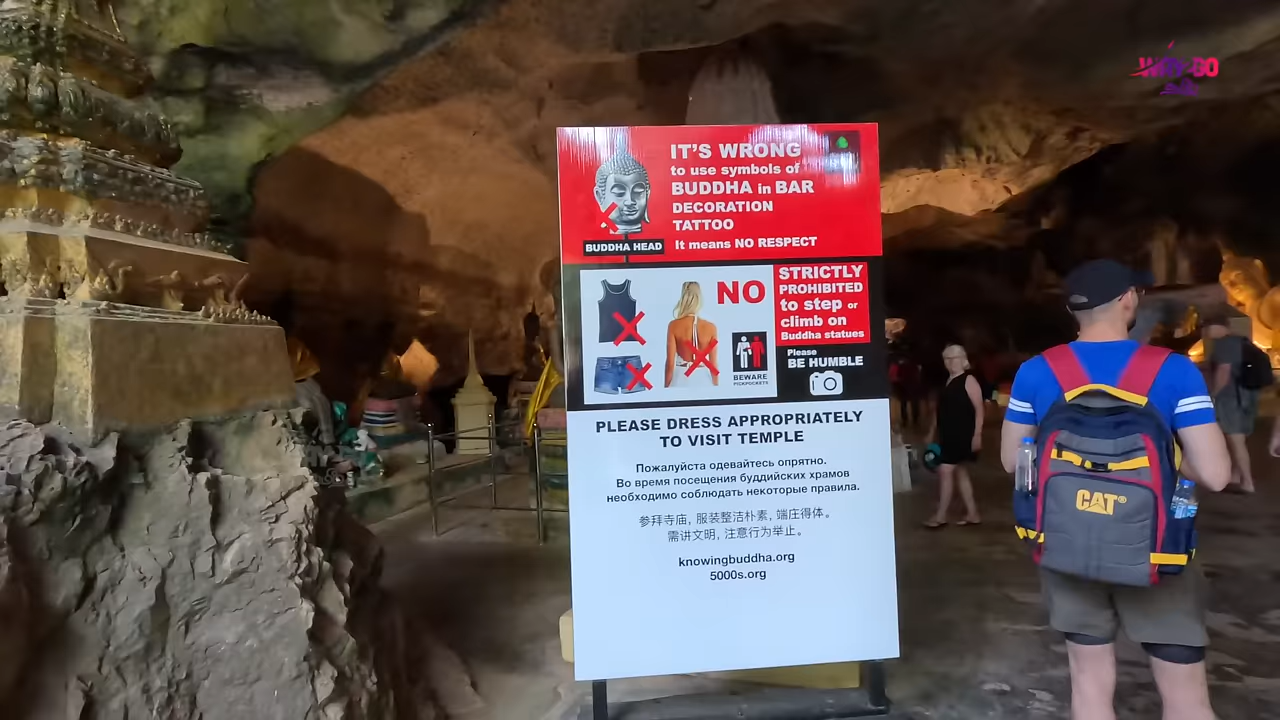 IT'S WRONG
to use symbols of
BUDDHA in BAR
DECORATION
TATTOO
It means NO RESPECT
BUDDHA HEAD
NO
BEWARE
PICKPOCKETS
STRICTLY
PROHIBITED
to step or
climb on
Buddha statues
Please
BE HUMBLE
PLEASE DRESS APPROPRIATELY
TO VISIT TEMPLE
Пожалуйста одевайтесь опрятно.
Во время посещения буддийских храмов
необходимо соблюдать некоторые правила.
参拜寺庙, 服装整洁朴素, 端庄得体。
需讲文明, 注意行为举止。
knowingbuddha.org
5000s.org
CAT®